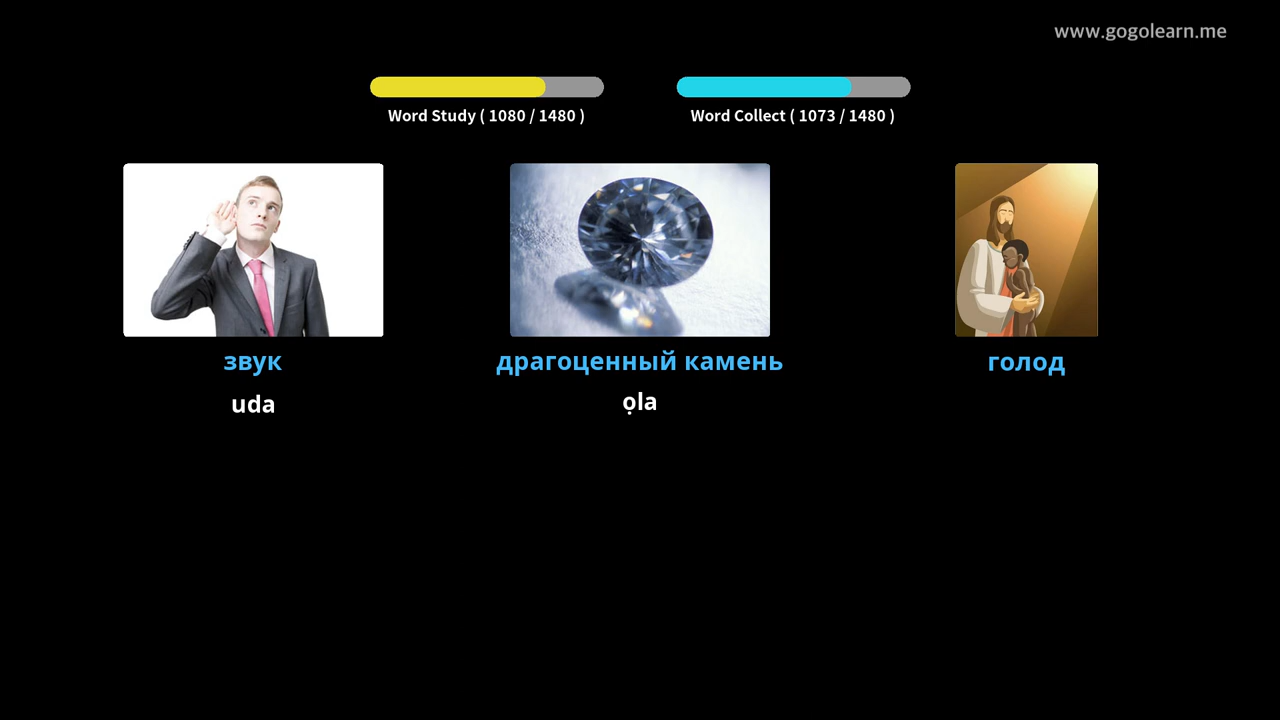 www.gogolearn.me
Word Study ( 1080 / 1480 )
Word Collect ( 1073 / 1480 )
звук
драгоценный камень
голод
uda
ọla